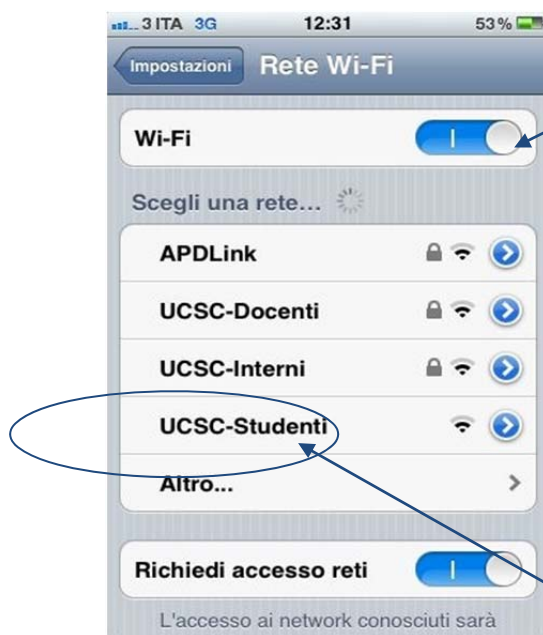 3 ITA 3G 12:31 53%
Impostazioni Rete Wi-Fi
Wi-Fi
Scegli una rete...
APDLink
UCSC-Docenti
UCSC-Interni
UCSC-Studenti
Altro...
Richiedi accesso reti
L'accesso ai network conosciuti sarà